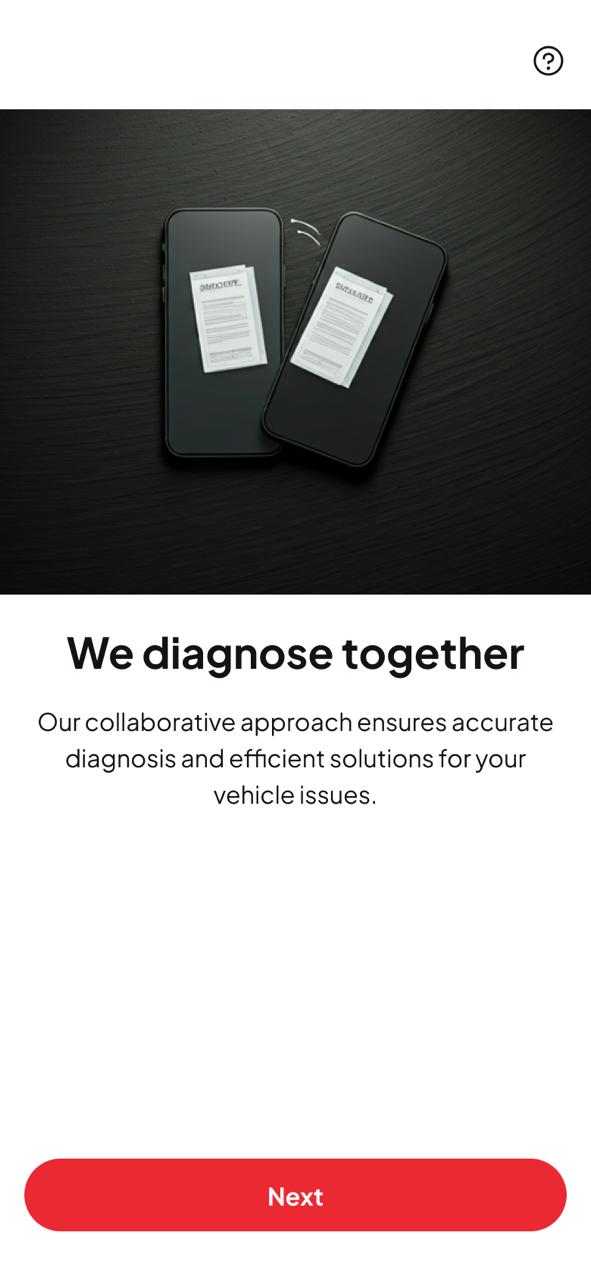 We diagnose together
Our collaborative approach ensures accurate
diagnosis and efficient solutions for your
vehicle issues.
Next